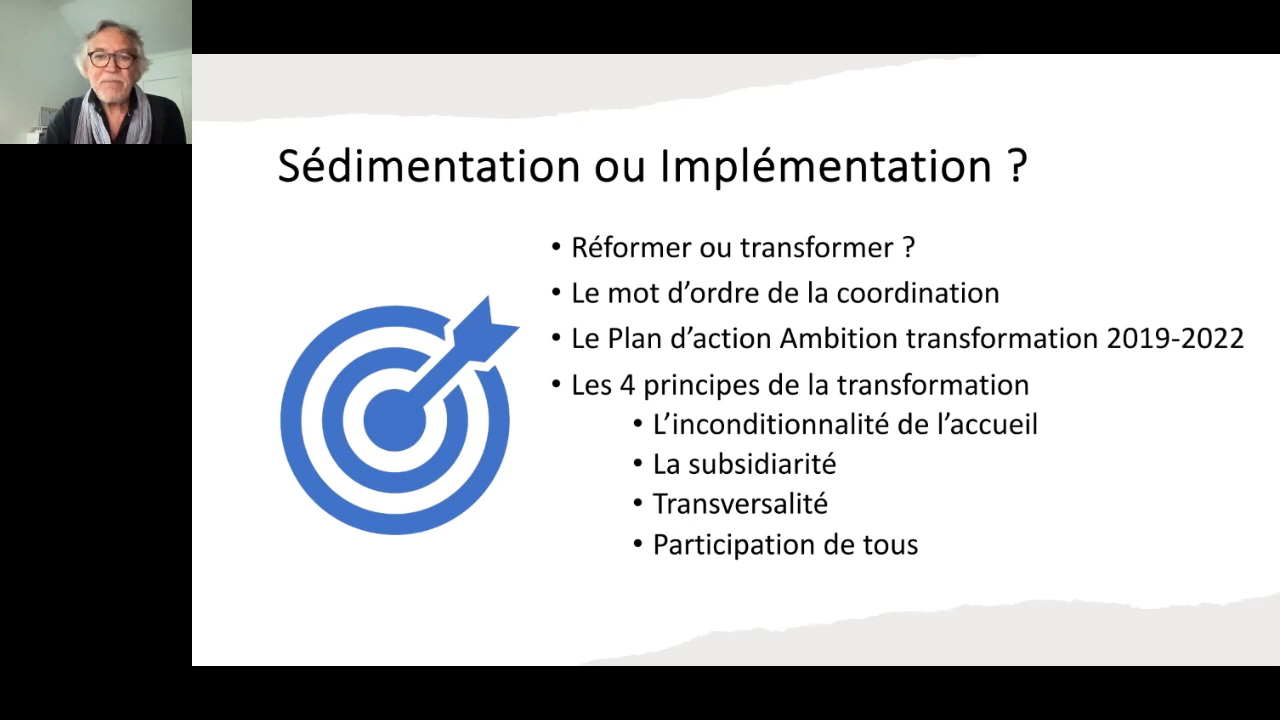 Sédimentation ou Implémentation ?
• Réformer ou transformer ?
• Le mot d’ordre de la coordination
• Le Plan d’action Ambition transformation 2019-2022
• Les 4 principes de la transformation
• L’inconditionnalité de l’accueil
• La subsidiarité
• Transversalité
• Participation de tous